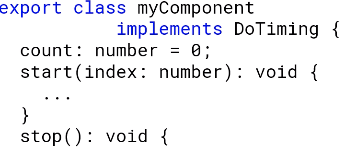 export class myComponent
implements DoTiming {
count: number = 0;
start(index: number): void {
...
}
stop(): void {